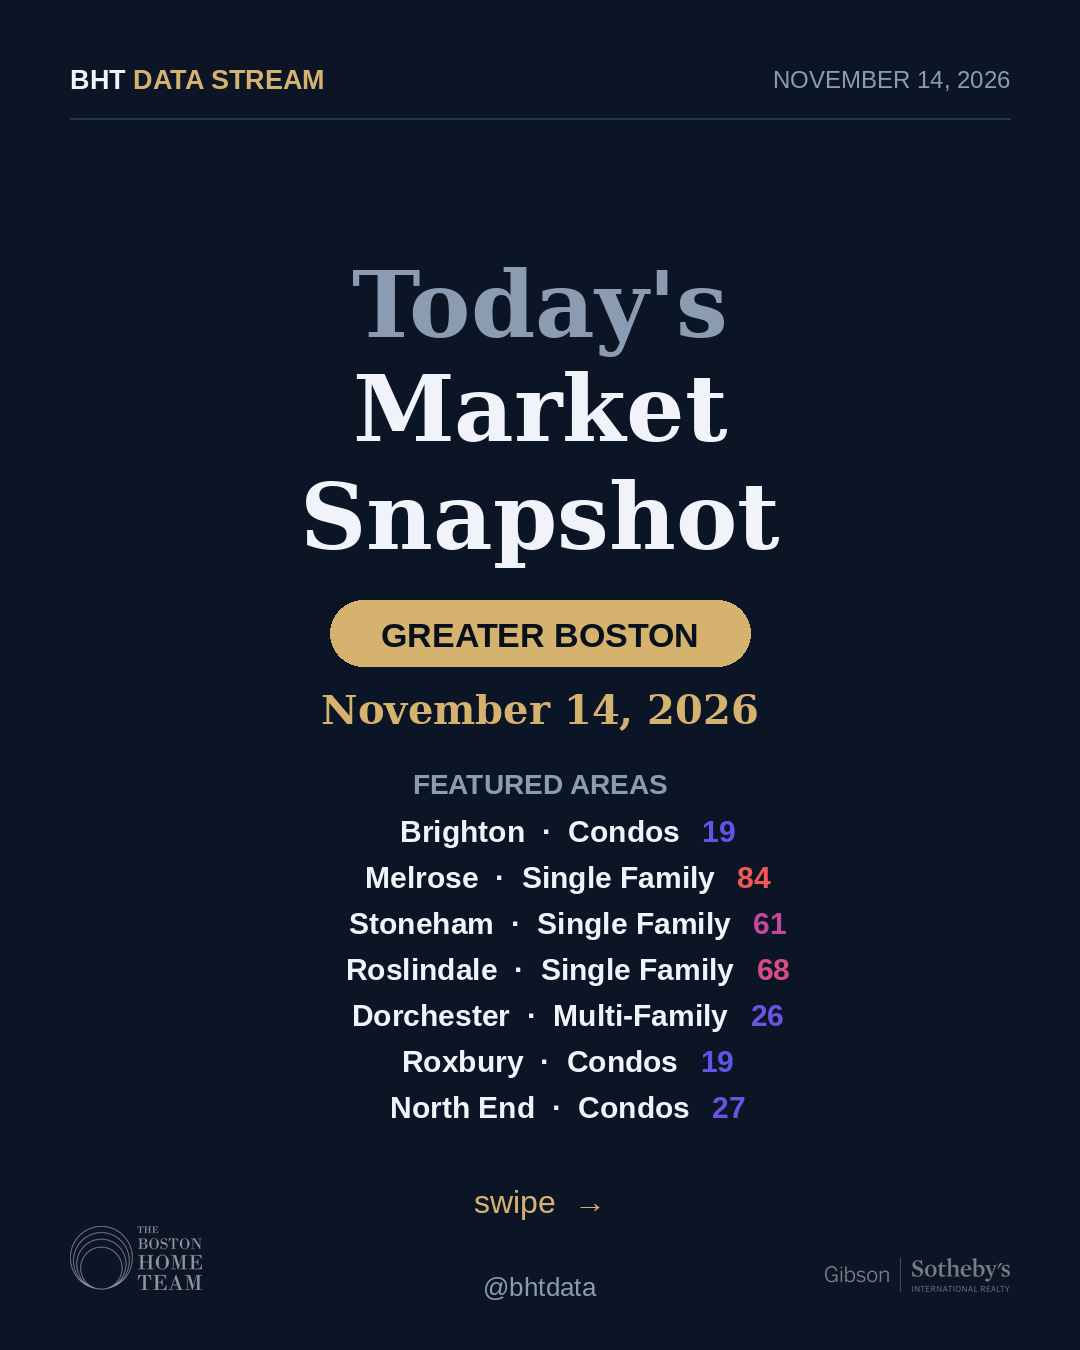 BHT DATA STREAM
NOVEMBER 14, 2026
Today's
Market
Snapshot
GREATER BOSTON
November 14, 2026
FEATURED AREAS
Brighton · Condos 19
Melrose · Single Family 84
Stoneham · Single Family 61
Roslindale · Single Family 68
Dorchester · Multi-Family 26
Roxbury · Condos 19
North End · Condos 27
swipe →
THE
BOSTON
HOME
TEAM
@bhtdata
Gibson
Sotheby's
INTERNATIONAL REALTY